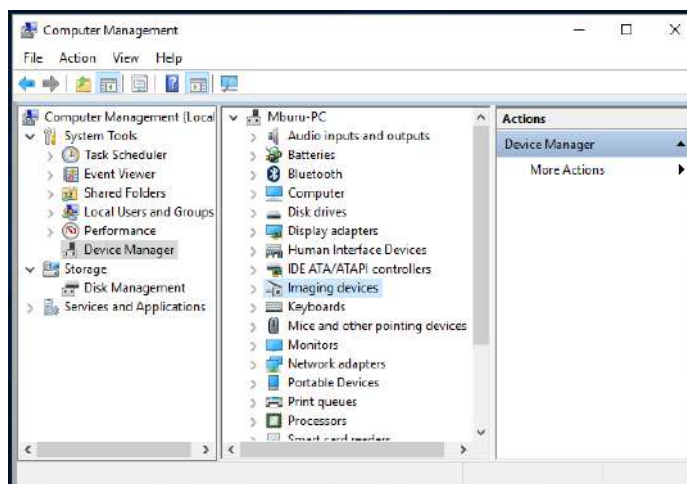 Computer Management
File Action View Help
Computer Management (Local
System Tools
Task Scheduler
Event Viewer
Shared Folders
Local Users and Groups
Performance
Device Manager
Storage
Disk Management
Services and Applications
Mburu-PC
Audio inputs and outputs
Batteries
Bluetooth
Computer
Disk drives
Display adapters
Human Interface Devices
IDE ATA/ATAPI controllers
Imaging devices
Keyboards
Mice and other pointing devices
Monitors
Network adapters
Portable Devices
Print queues
Processors
Smart card readers
Actions
Device Manager
More Actions